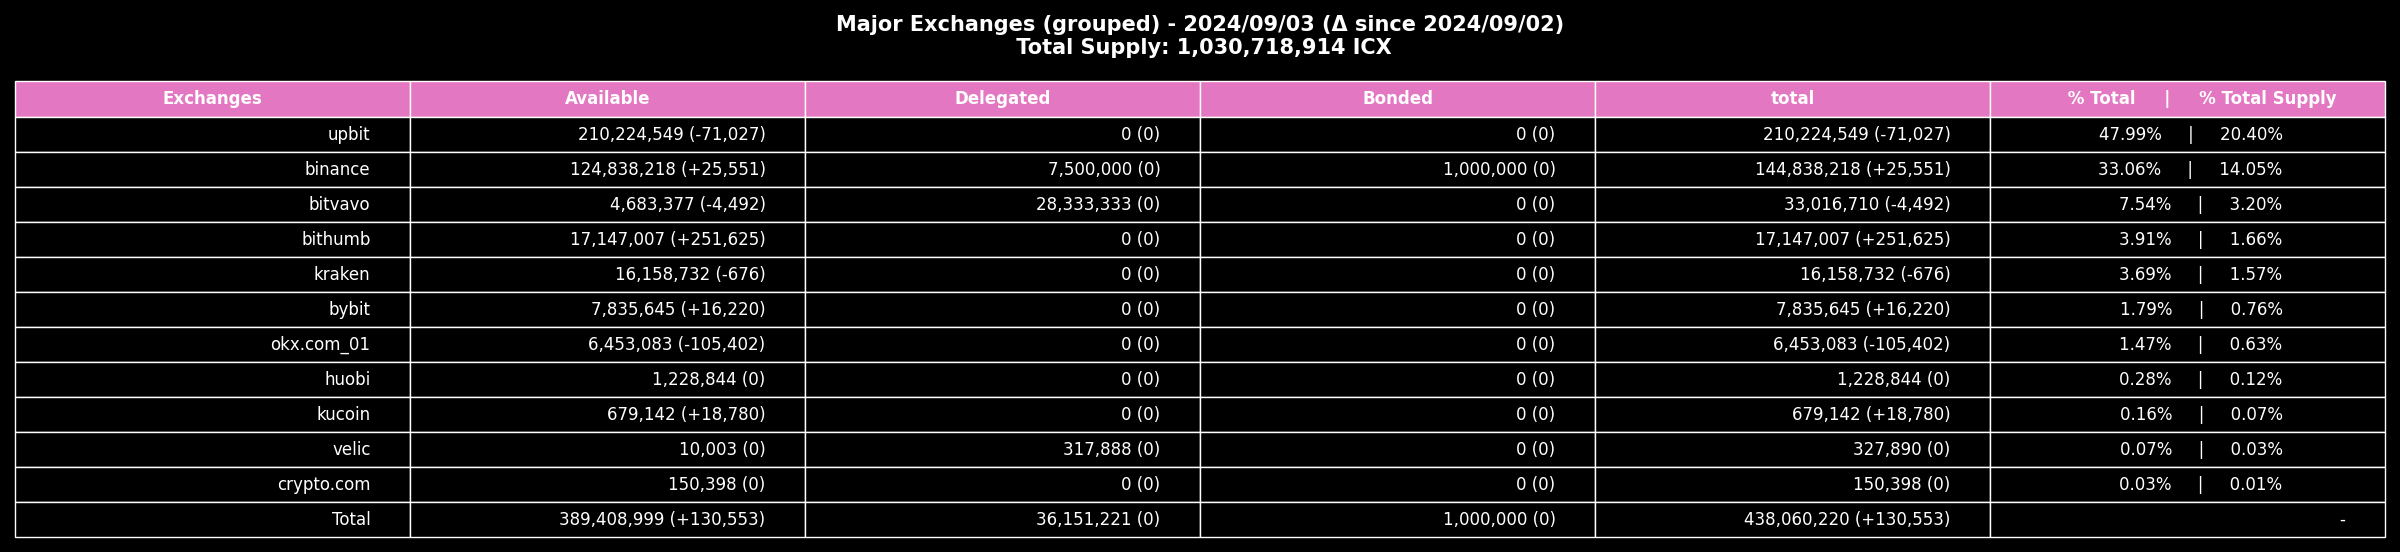 Major Exchanges (grouped) - 2024/09/03 (Δ since 2024/09/02)
Total Supply: 1,030,718,914 ICX
Exchanges Available Delegated Bonded total % Total | % Total Supply
upbit 210,224,549 (-71,027) 0 (0) 0 (0) 210,224,549 (-71,027) 47.99% | 20.40%
binance 124,838,218 (+25,551) 7,500,000 (0) 1,000,000 (0) 144,838,218 (+25,551) 33.06% | 14.05%
bitvavo 4,683,377 (-4,492) 28,333,333 (0) 0 (0) 33,016,710 (-4,492) 7.54% | 3.20%
bithumb 17,147,007 (+251,625) 0 (0) 0 (0) 17,147,007 (+251,625) 3.91% | 1.66%
kraken 16,158,732 (-676) 0 (0) 0 (0) 16,158,732 (-676) 3.69% | 1.57%
bybit 7,835,645 (+16,220) 0 (0) 0 (0) 7,835,645 (+16,220) 1.79% | 0.76%
okx.com_01 6,453,083 (-105,402) 0 (0) 0 (0) 6,453,083 (-105,402) 1.47% | 0.63%
huobi 1,228,844 (0) 0 (0) 0 (0) 1,228,844 (0) 0.28% | 0.12%
kucoin 679,142 (+18,780) 0 (0) 0 (0) 679,142 (+18,780) 0.16% | 0.07%
velic 10,003 (0) 317,888 (0) 0 (0) 327,890 (0) 0.07% | 0.03%
crypto.com 150,398 (0) 0 (0) 0 (0) 150,398 (0) 0.03% | 0.01%
Total 389,408,999 (+130,553) 36,151,221 (0) 1,000,000 (0) 438,060,220 (+130,553) -